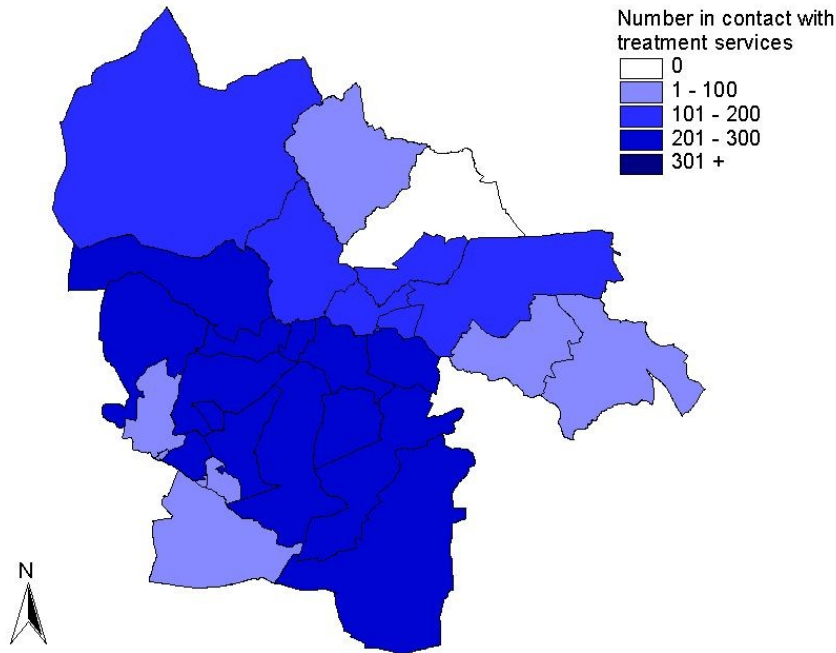 Number in contact with
treatment services
0
1 - 100
101 - 200
201 - 300
301 +
N